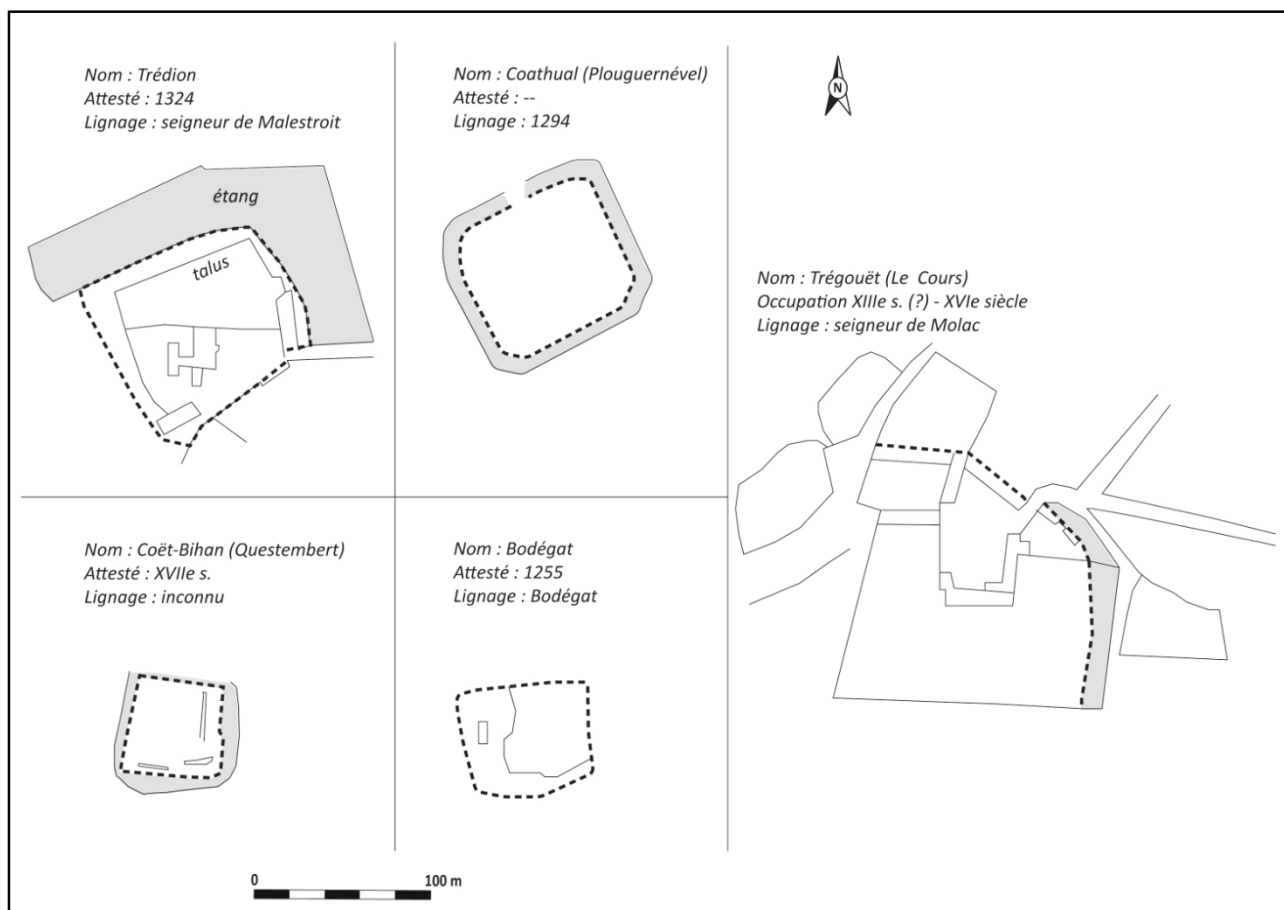 Nom : Trédion
Attesté : 1324
Lignage : seigneur de Malestroit
étang
talus
Nom : Coathual (Plouguernével)
Attesté : --
Lignage : 1294
N
Nom : Trégouët (Le Cours)
Occupation XIIIe s. (?) - XVIe siècle
Lignage : seigneur de Molac
Nom : Coët-Bihan (Questembert)
Attesté : XVIIe s.
Lignage : inconnu
Nom : Bodégat
Attesté : 1255
Lignage : Bodégat
0 100 m